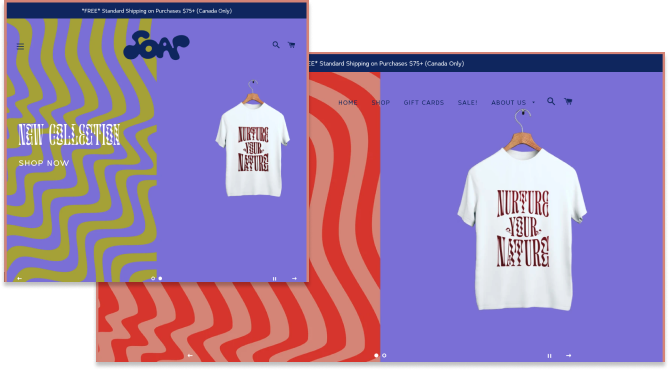 *FREE* Standard Shipping on Purchases $75+ (Canada Only)
SOAP
NEW COLLECTION
SHOP NOW
NURTURE
YOUR
NATURE
EE* Standard Shipping on Purchases $75+ (Canada Only)
HOME SHOP GIFT CARDS SALE! ABOUT US
NURTURE
YOUR
NATURE